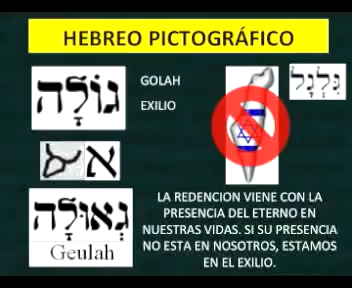 HEBREO PICTOGRÁFICO
גּוֹלָה
GOLAH
EXILIO
גִּלְגָּל
א
גְּאוּלָּה
Geulah
LA REDENCION VIENE CON LA
PRESENCIA DEL ETERNO EN
NUESTRAS VIDAS. SI SU PRESENCIA
NO ESTA EN NOSOTROS, ESTAMOS
EN EL EXILIO.